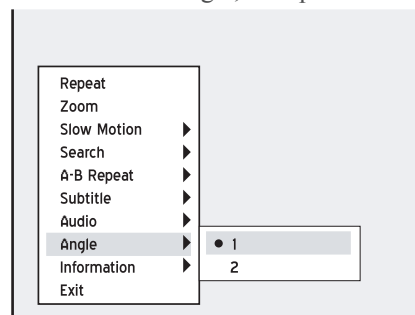 Repeat
Zoom
Slow Motion
Search
A-B Repeat
Subtitle
Audio
Angle
1
2
Information
Exit